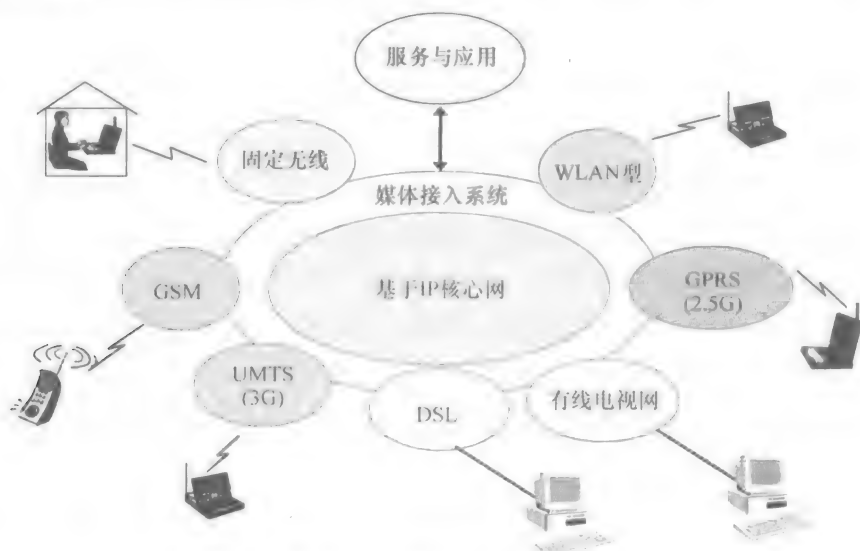 服务与应用
固定无线
WLAN型
媒体接入系统
GSM
基于IP核心网
GPRS
(2.5G)
UMTS
(3G)
DSL
有线电视网